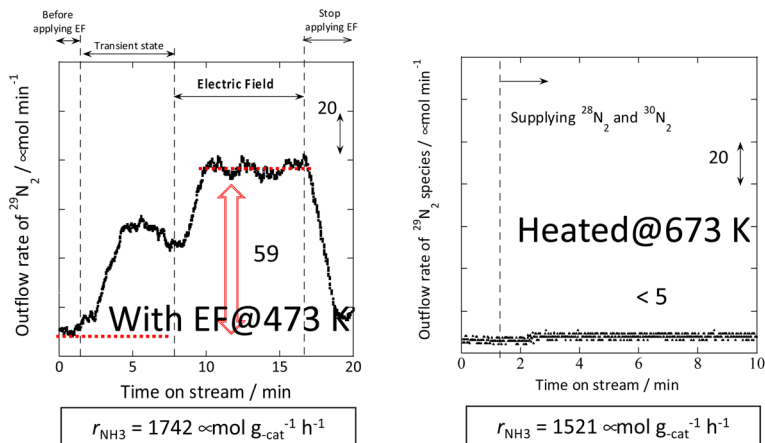 Before
applying EF
Transient state
Stop
applying EF
Electric Field
20
Outflow rate of ²⁹N₂ / ∝mol min⁻¹
59
With EF@473 K
0 5 10 15 20
Time on stream / min
r_NH3 = 1742 ∝mol g-cat⁻¹ h⁻¹
Supplying ²⁸N₂ and ³⁰N₂
20
Outflow rate of ²⁹N₂ species / ∝mol min⁻¹
Heated@673 K
< 5
0 2 4 6 8 10
Time on stream / min
r_NH3 = 1521 ∝mol g-cat⁻¹ h⁻¹